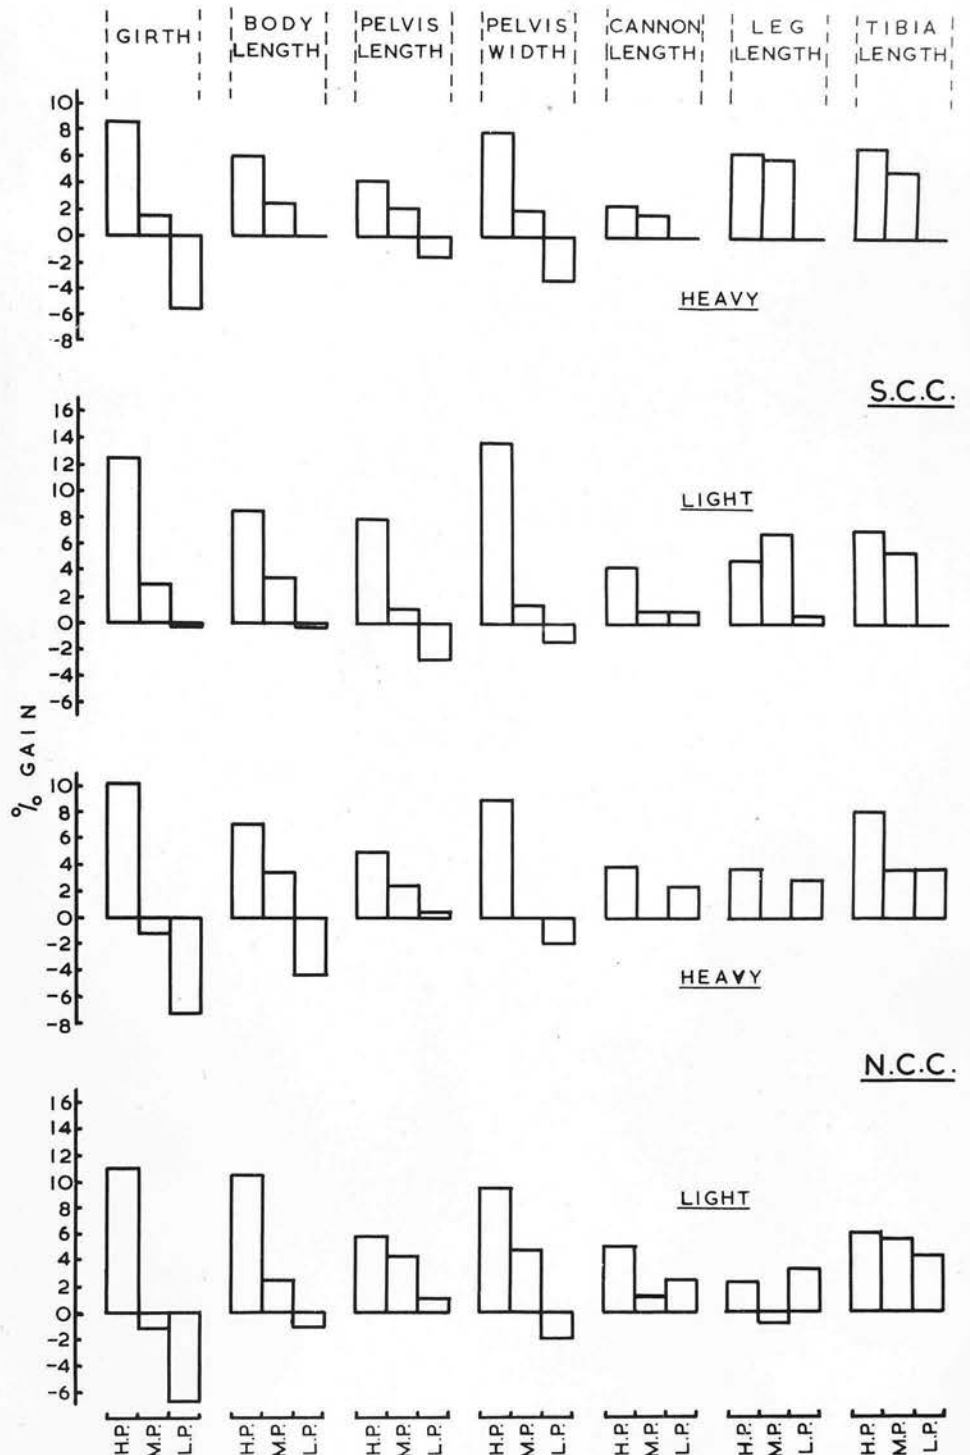 GIRTH
BODY LENGTH
PELVIS LENGTH
PELVIS WIDTH
CANNON LENGTH
LEG LENGTH
TIBIA LENGTH
10
8
6
4
2
0
-2
-4
-6
-8
HEAVY
S.C.C.
16
14
12
10
8
6
4
2
0
-2
-4
-6
LIGHT
% GAIN
10
8
6
4
2
0
-2
-4
-6
-8
HEAVY
N.C.C.
16
14
12
10
8
6
4
2
0
-2
-4
-6
LIGHT
H.P. M.P. L.P. H.P. M.P. L.P. H.P. M.P. L.P. H.P. M.P. L.P. H.P. M.P. L.P. H.P. M.P. L.P. H.P. M.P. L.P.